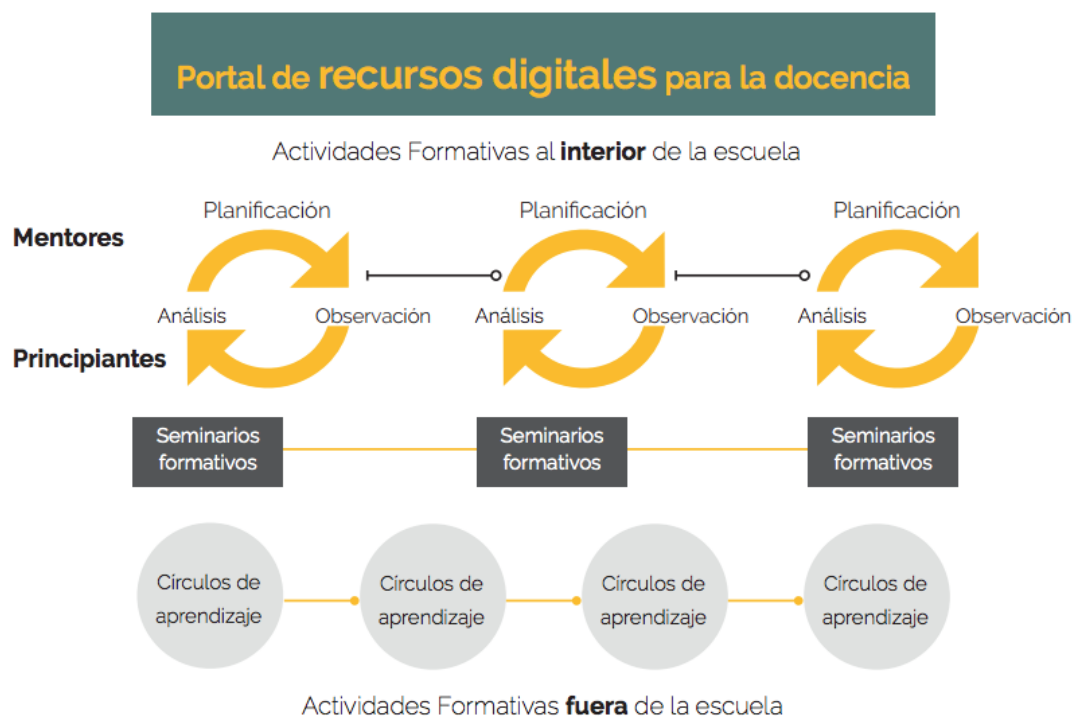 Portal de recursos digitales para la docencia
Actividades Formativas al interior de la escuela
Planificación
Planificación
Planificación
Mentores
Análisis
Observación
Análisis
Observación
Análisis
Observación
Principiantes
Seminarios
formativos
Seminarios
formativos
Seminarios
formativos
Círculos de
aprendizaje
Círculos de
aprendizaje
Círculos de
aprendizaje
Círculos de
aprendizaje
Actividades Formativas fuera de la escuela